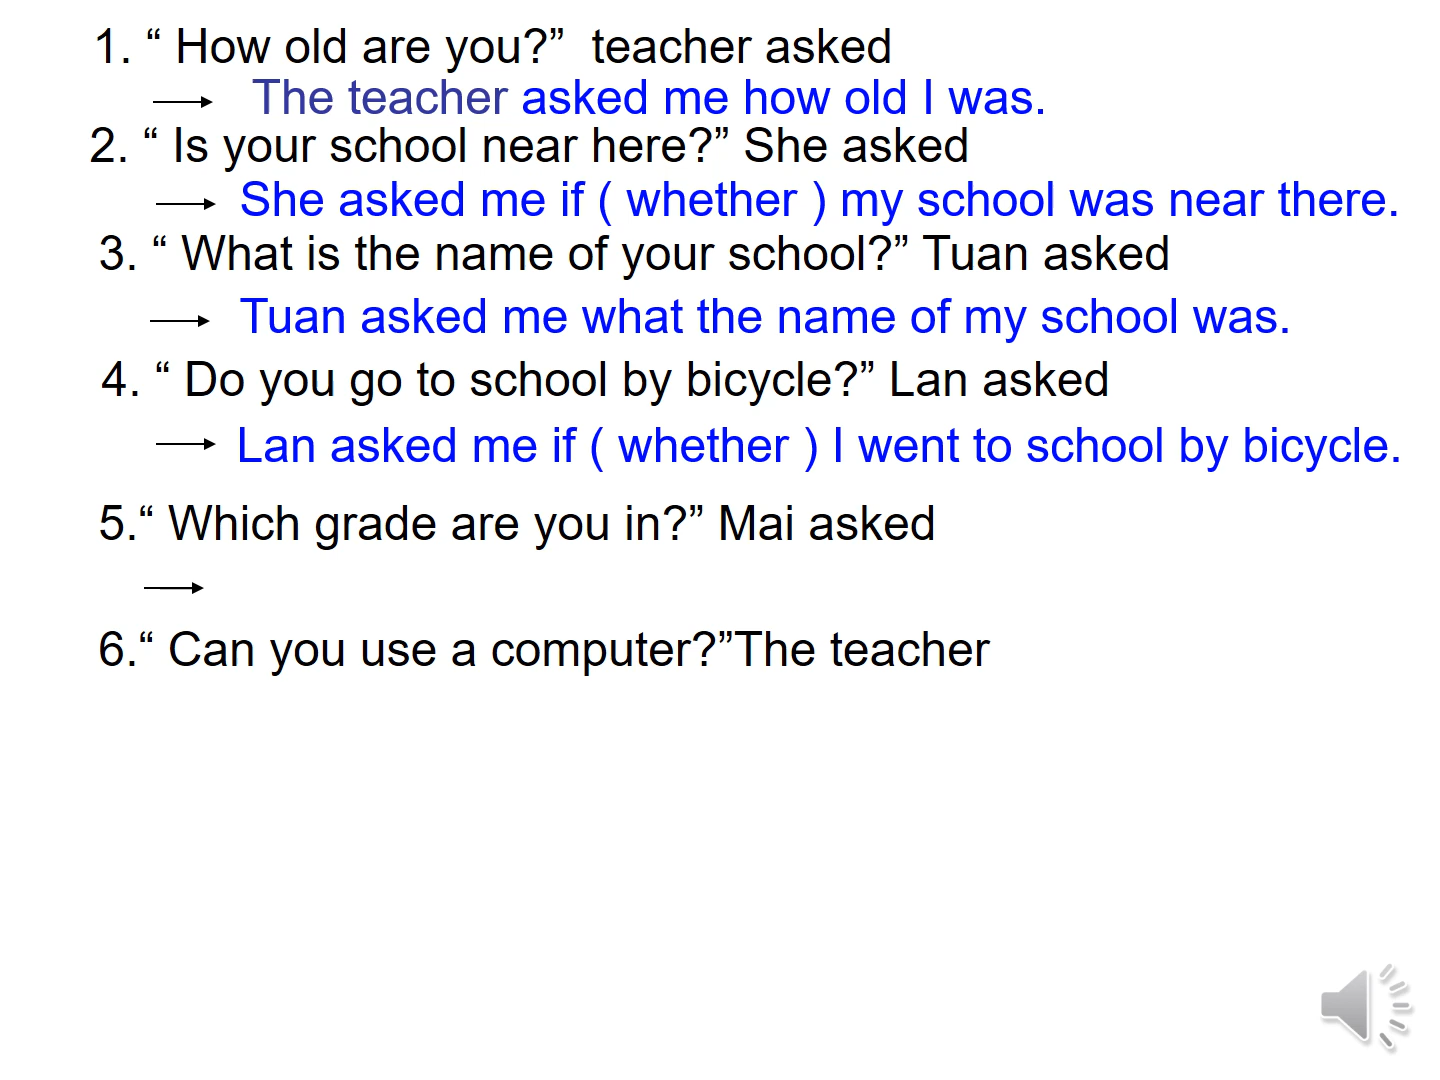 1. “ How old are you?”  teacher asked
The teacher asked me how old I was.
2. “ Is your school near here?” She asked
She asked me if ( whether ) my school was near there.
3. “ What is the name of your school?” Tuan asked
Tuan asked me what the name of my school was.
4. “ Do you go to school by bicycle?” Lan asked
Lan asked me if ( whether ) I went to school by bicycle.
5.“ Which grade are you in?” Mai asked
6.“ Can you use a computer?”The teacher